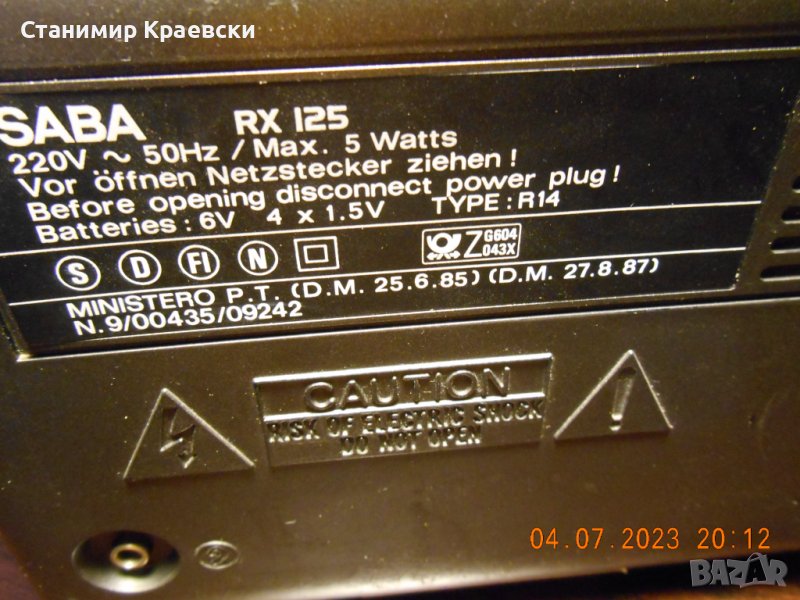 Станимир Краевски
SABA RX 125
220V ~ 50Hz / Max. 5 Watts
Vor öffnen Netzstecker ziehen !
Before opening disconnect power plug !
Batteries : 6V 4 x 1.5V TYPE : R14
S D FI N Z G604 043X
MINISTERO P.T. (D.M. 25.6.85) (D.M. 27.8.87)
N.9/00435/09242
CAUTION
RISK OF ELECTRIC SHOCK
DO NOT OPEN
04.07.2023 20:12
BAZAR